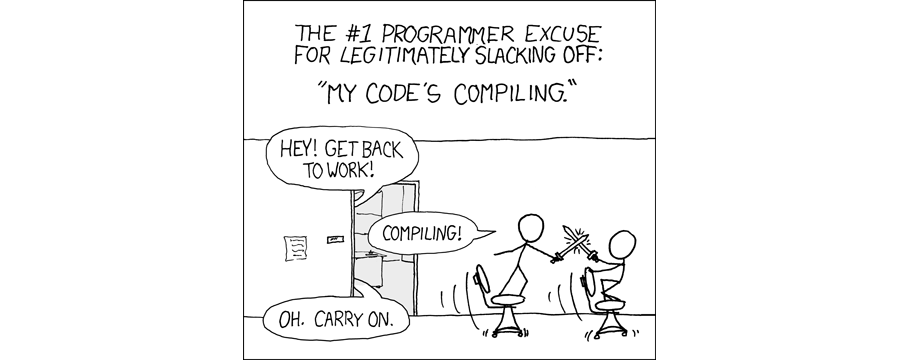 THE #1 PROGRAMMER EXCUSE
FOR LEGITIMATELY SLACKING OFF:
"MY CODE'S COMPILING."
HEY! GET BACK
TO WORK!
COMPILING!
OH. CARRY ON.